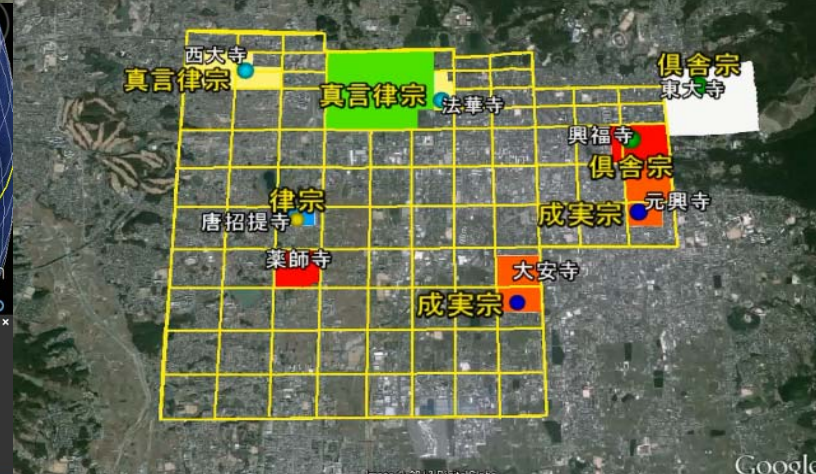 西大寺
真言律宗
真言律宗
法華寺
倶舎宗
東大寺
興福寺
倶舎宗
元興寺
成実宗
律宗
唐招提寺
薬師寺
大安寺
成実宗
Google